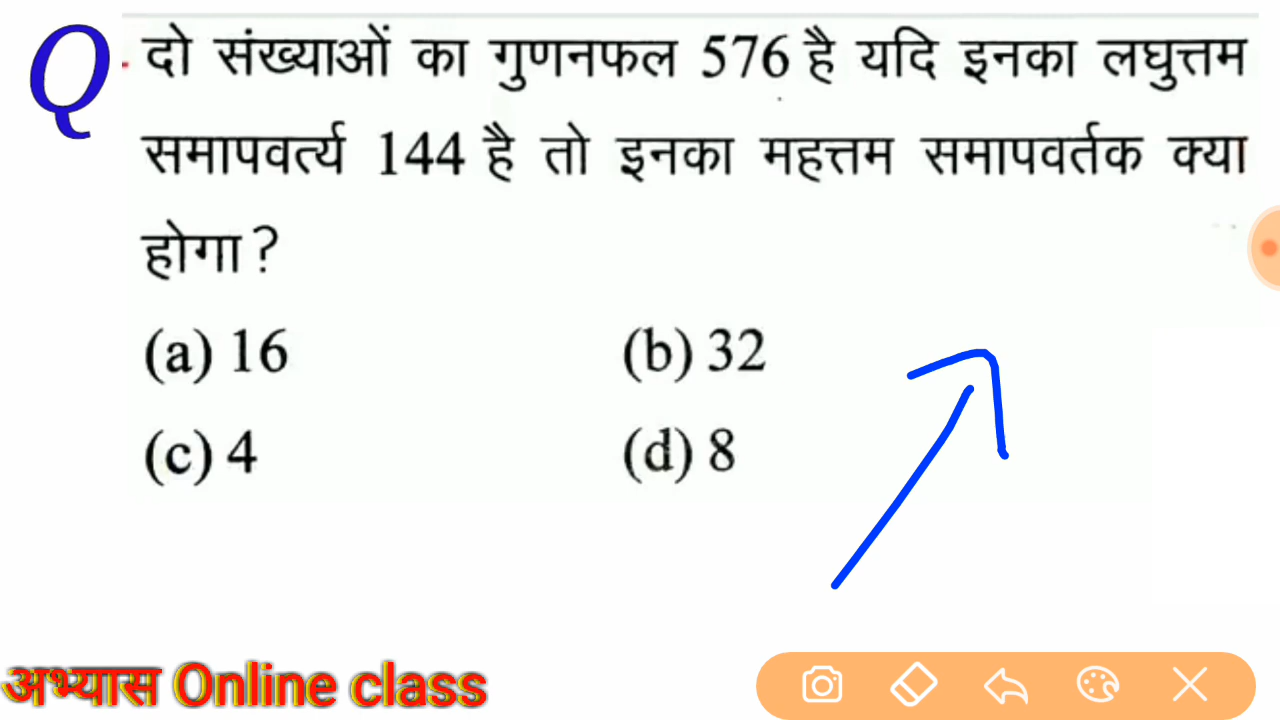 Q. दो संख्याओं का गुणनफल 576 है यदि इनका लघुत्तम
समापवर्त्य 144 है तो इनका महत्तम समापवर्तक क्या
होगा ?
(a) 16 (b) 32
(c) 4 (d) 8
अभ्यास Online class